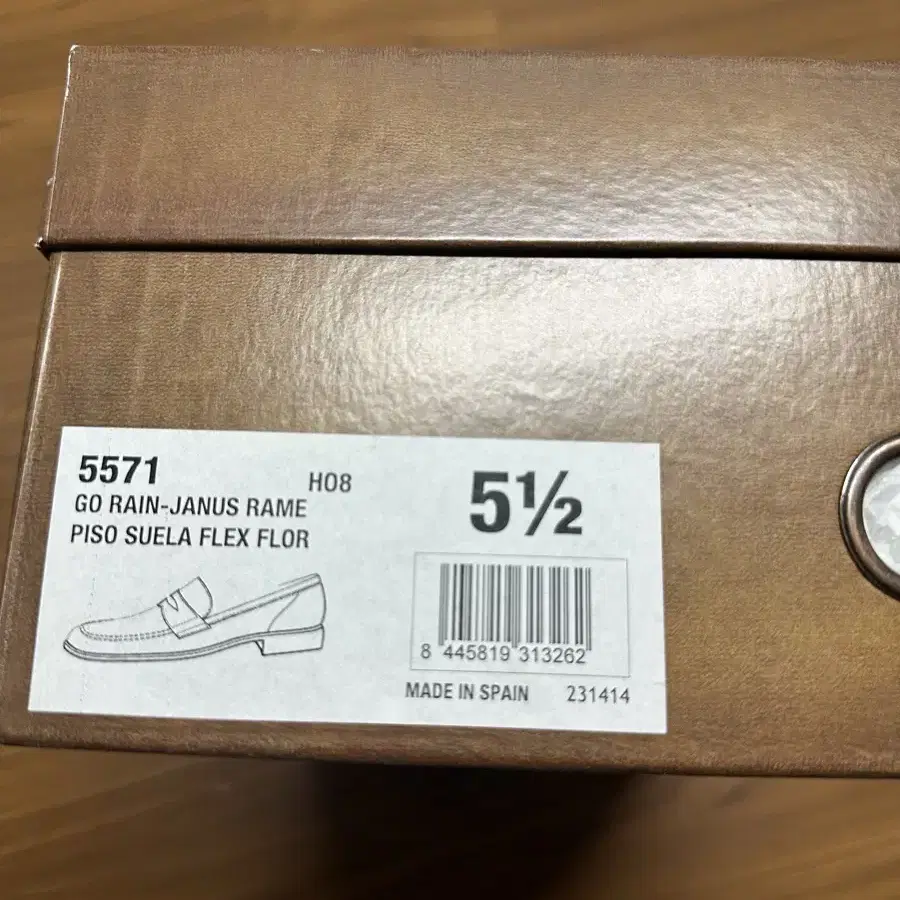 5571
H08
GO RAIN-JANUS RAME
PISO SUELA FLEX FLOR
5½
8 445819 313262
MADE IN SPAIN 231414